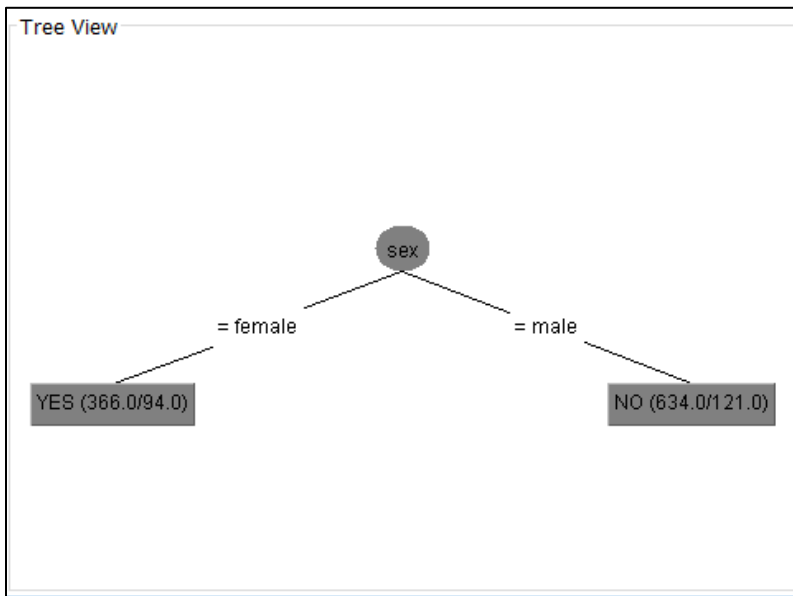 Tree View
sex
= female
= male
YES (366.0/94.0)
NO (634.0/121.0)